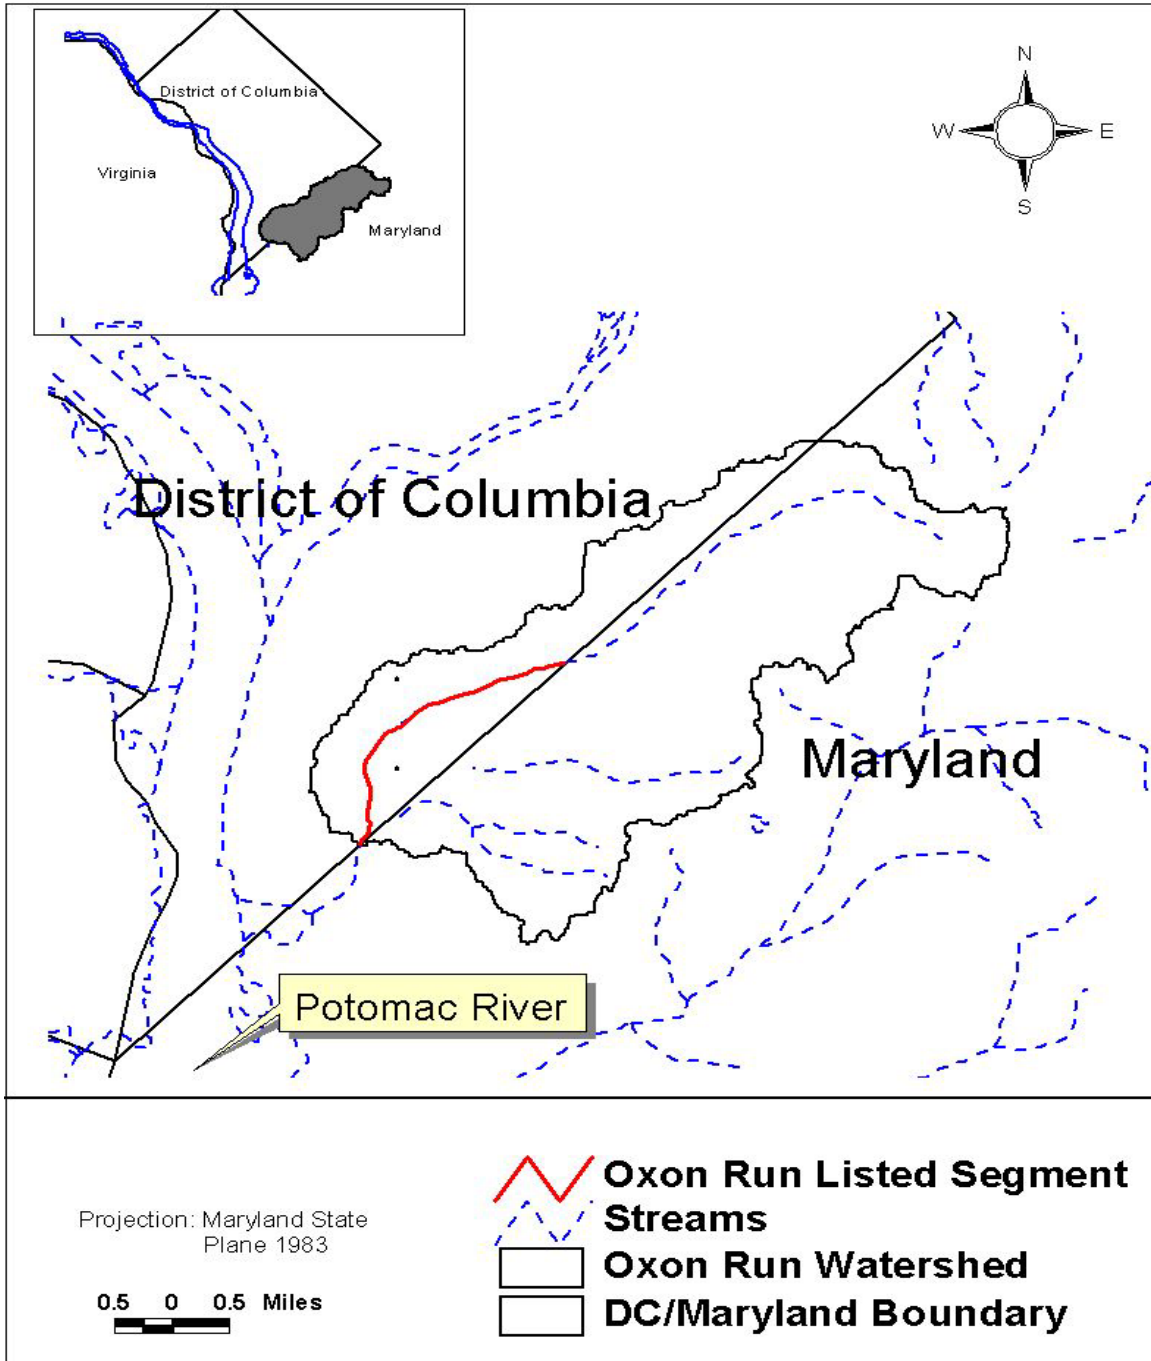 District of Columbia
Virginia
Maryland
N
W
E
S
District of Columbia
Maryland
Potomac River
Projection: Maryland State
Plane 1983
0.5 0 0.5 Miles
Oxon Run Listed Segment
Streams
Oxon Run Watershed
DC/Maryland Boundary